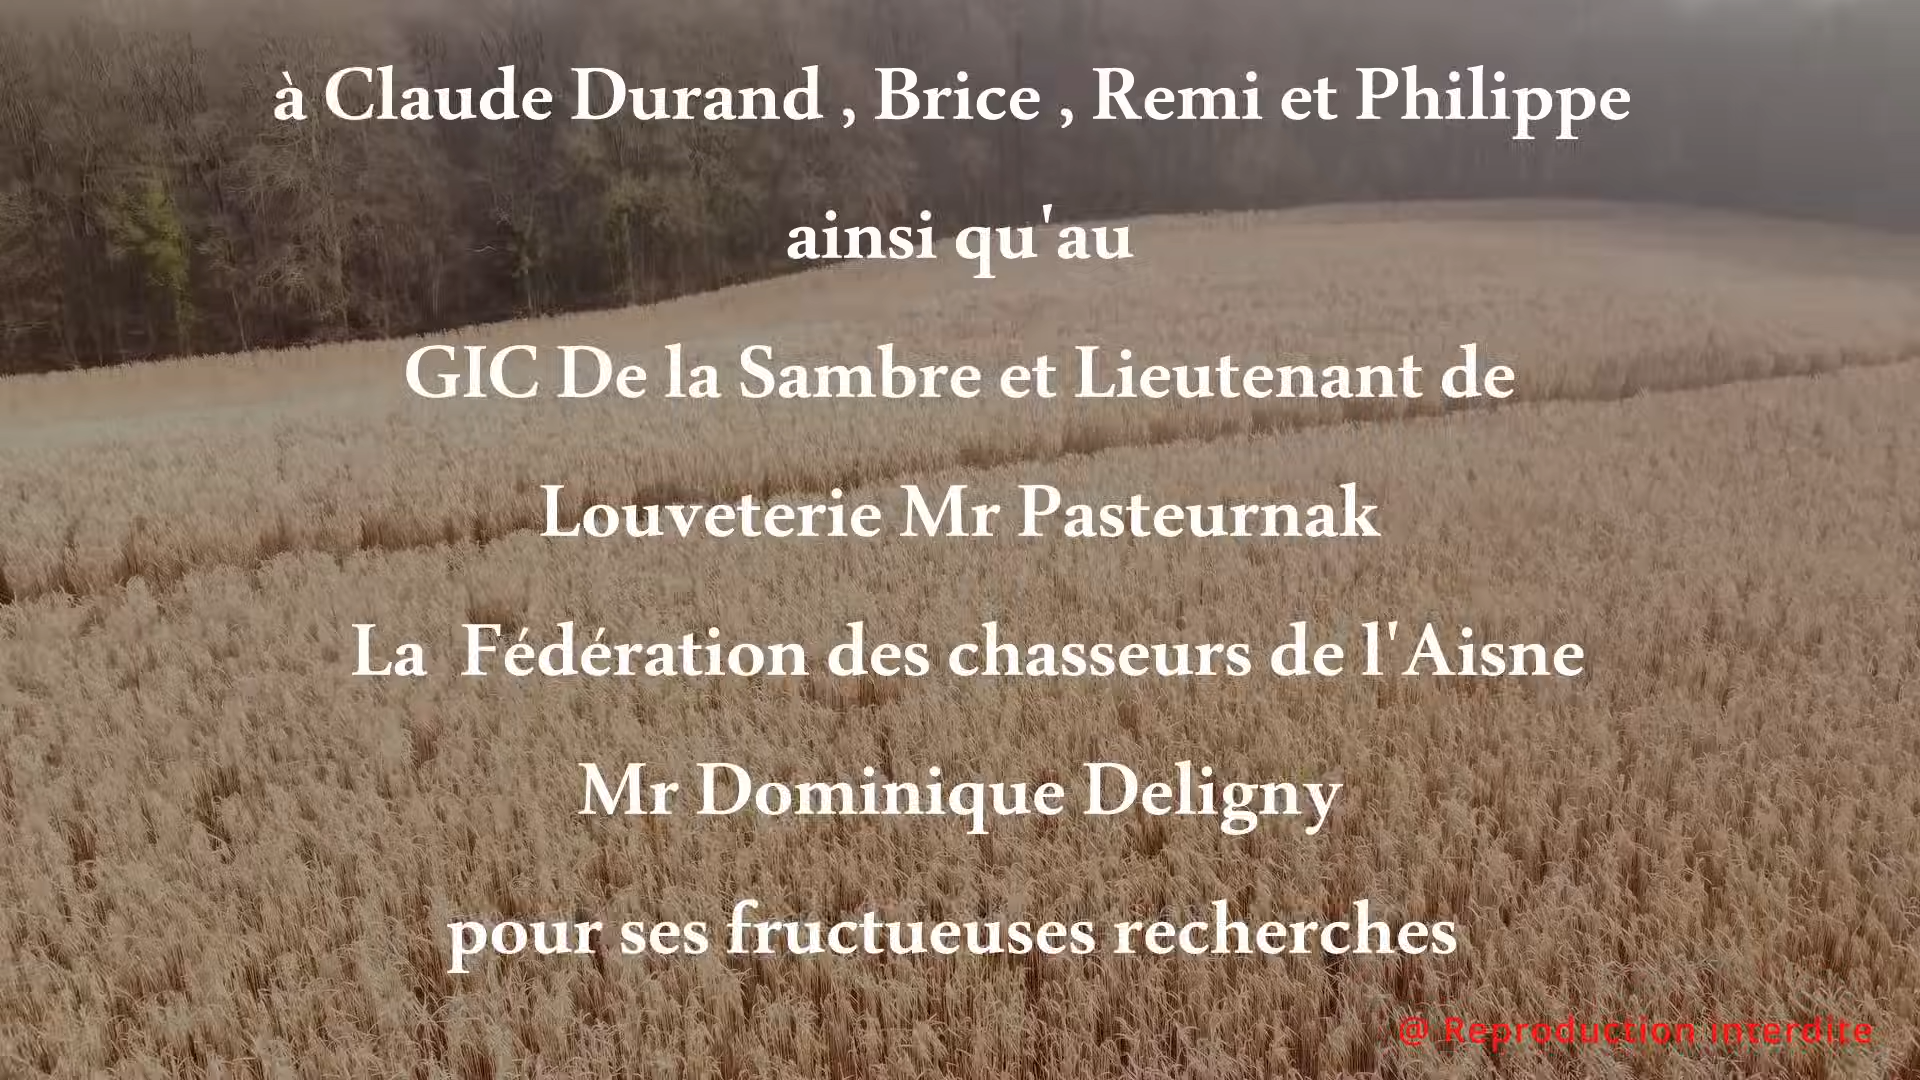 à Claude Durand , Brice , Remi et Philippe
ainsi qu'au
GIC De la Sambre et Lieutenant de
Louveterie Mr Pasteurnak
La  Fédération des chasseurs de l'Aisne
Mr Dominique Deligny
pour ses fructueuses recherches
@ Reproduction interdite